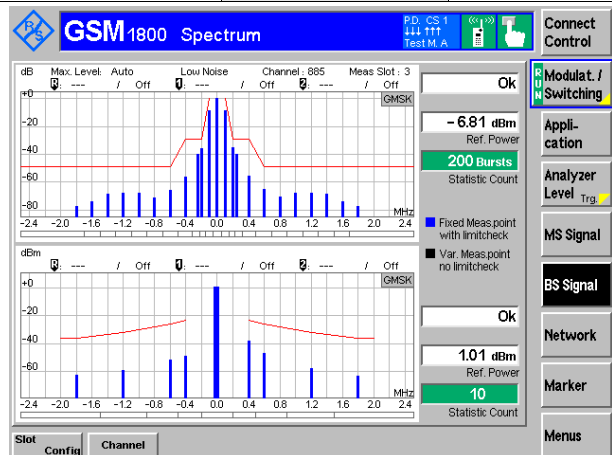 R/S
GSM1800 Spectrum
P.D. CS 1
↓↓↓ ↑↑↑
Test M. A
Connect
Control
dB Max. Level: Auto Low Noise Channel : 885 Meas Slot : 3
R: --- / Off 1: --- / Off 2: --- / Off
+0
GMSK
-20
-40
-60
-80
MHz
-2.4 -2.0 -1.6 -1.2 -0.8 -0.4 0.0 0.4 0.8 1.2 1.6 2.0 2.4
Ok
-6.81 dBm
Ref. Power
200 Bursts
Statistic Count
Fixed Meas.point
with limitcheck
Var. Meas.point
no limitcheck
dBm
R: --- / Off 1: --- / Off 2: --- / Off
+0
GMSK
-20
-40
-60
MHz
-2.4 -2.0 -1.6 -1.2 -0.8 -0.4 0.0 0.4 0.8 1.2 1.6 2.0 2.4
Ok
1.01 dBm
Ref. Power
10
Statistic Count
RUN
Modulat. /
Switching
Appli-
cation
Analyzer
Level Trg.
MS Signal
BS Signal
Network
Marker
Menus
Slot
Config
Channel